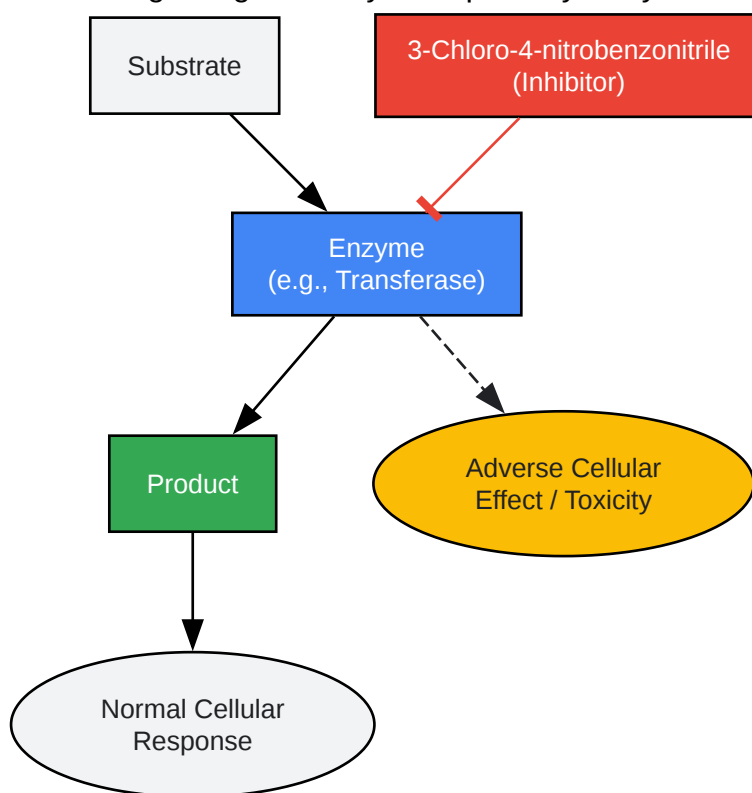 Substrate
3-Chloro-4-nitrobenzonitrile
(Inhibitor)
Enzyme
(e.g., Transferase)
Product
Adverse Cellular
Effect / Toxicity
Normal Cellular
Response